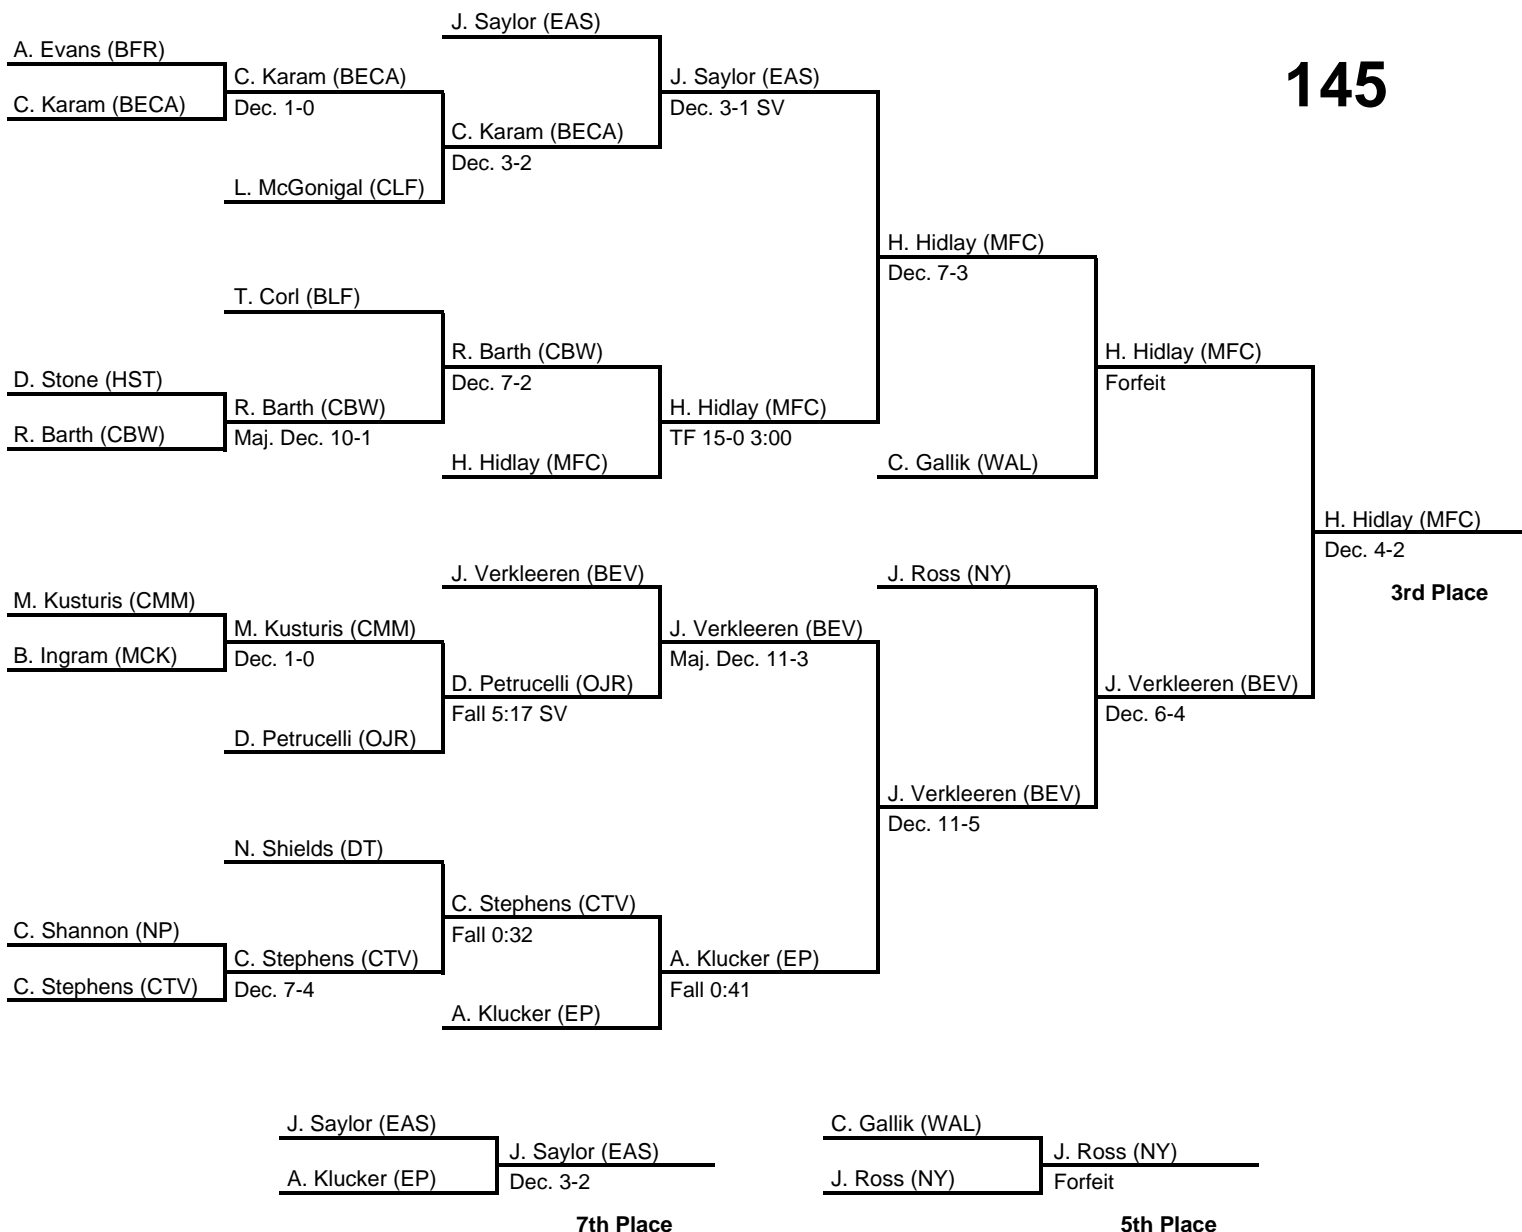 145
J. Saylor (EAS)
A. Evans (BFR)
C. Karam (BECA)
J. Saylor (EAS)
C. Karam (BECA)
Dec. 1-0
Dec. 3-1 SV
C. Karam (BECA)
Dec. 3-2
L. McGonigal (CLF)
H. Hidlay (MFC)
Dec. 7-3
T. Corl (BLF)
R. Barth (CBW)
Dec. 7-2
H. Hidlay (MFC)
Forfeit
D. Stone (HST)
R. Barth (CBW)
Maj. Dec. 10-1
H. Hidlay (MFC)
TF 15-0 3:00
R. Barth (CBW)
H. Hidlay (MFC)
C. Gallik (WAL)
H. Hidlay (MFC)
Dec. 4-2
3rd Place
J. Verkleeren (BEV)
J. Ross (NY)
M. Kusturis (CMM)
M. Kusturis (CMM)
Dec. 1-0
J. Verkleeren (BEV)
Maj. Dec. 11-3
B. Ingram (MCK)
D. Petrucelli (OJR)
Fall 5:17 SV
J. Verkleeren (BEV)
Dec. 6-4
D. Petrucelli (OJR)
J. Verkleeren (BEV)
Dec. 11-5
N. Shields (DT)
C. Stephens (CTV)
Fall 0:32
C. Shannon (NP)
C. Stephens (CTV)
Dec. 7-4
A. Klucker (EP)
Fall 0:41
C. Stephens (CTV)
A. Klucker (EP)
J. Saylor (EAS)
J. Saylor (EAS)
A. Klucker (EP)
Dec. 3-2
7th Place
C. Gallik (WAL)
J. Ross (NY)
J. Ross (NY)
Forfeit
5th Place